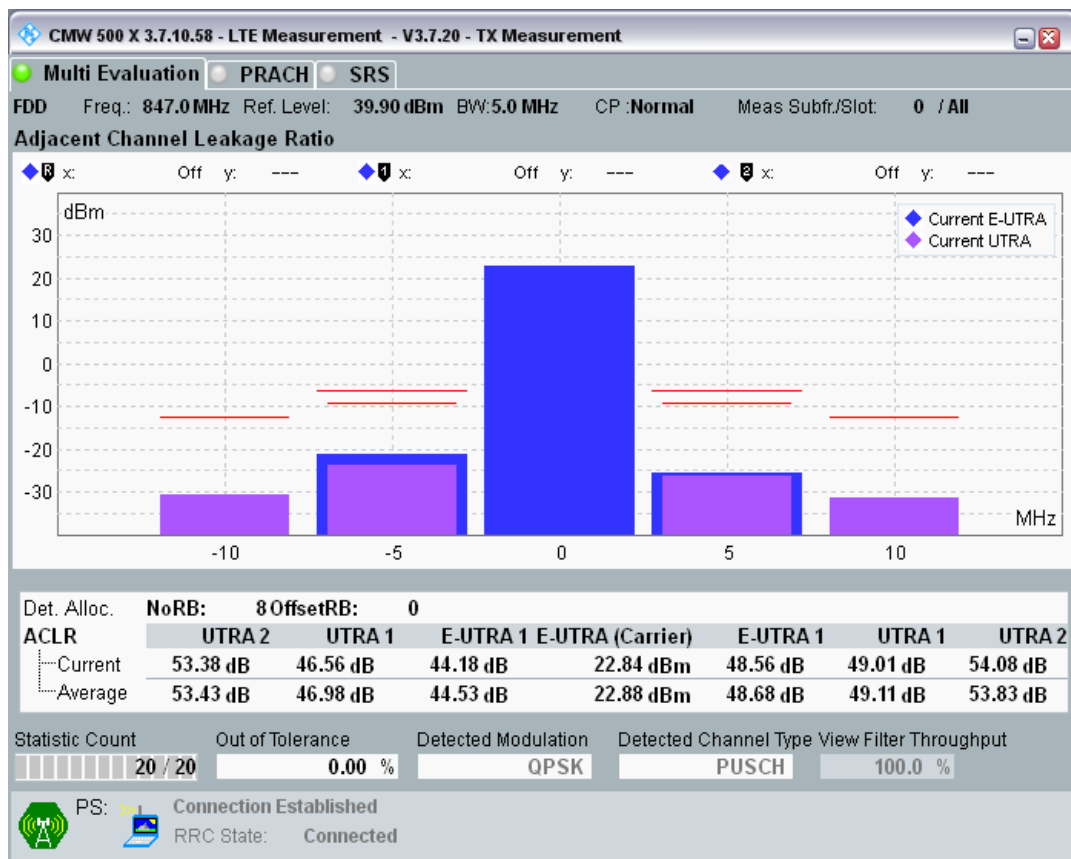 CMW 500 X 3.7.10.58 - LTE Measurement - V3.7.20 - TX Measurement
Multi Evaluation PRACH SRS
FDD Freq.: 847.0 MHz Ref. Level: 39.90 dBm BW:5.0 MHz CP :Normal Meas Subfr./Slot: 0 / All
Adjacent Channel Leakage Ratio
R x: Off y: --- 1 x: Off y: --- 2 x: Off y: ---
dBm
Current E-UTRA
Current UTRA
30
20
10
0
-10
-20
-30
MHz
-10 -5 0 5 10
Det. Alloc. NoRB: 8 OffsetRB: 0
ACLR UTRA 2 UTRA 1 E-UTRA 1 E-UTRA (Carrier) E-UTRA 1 UTRA 1 UTRA 2
Current 53.38 dB 46.56 dB 44.18 dB 22.84 dBm 48.56 dB 49.01 dB 54.08 dB
Average 53.43 dB 46.98 dB 44.53 dB 22.88 dBm 48.68 dB 49.11 dB 53.83 dB
Statistic Count Out of Tolerance Detected Modulation Detected Channel Type View Filter Throughput
20 / 20 0.00 % QPSK PUSCH 100.0 %
PS: Connection Established
RRC State: Connected